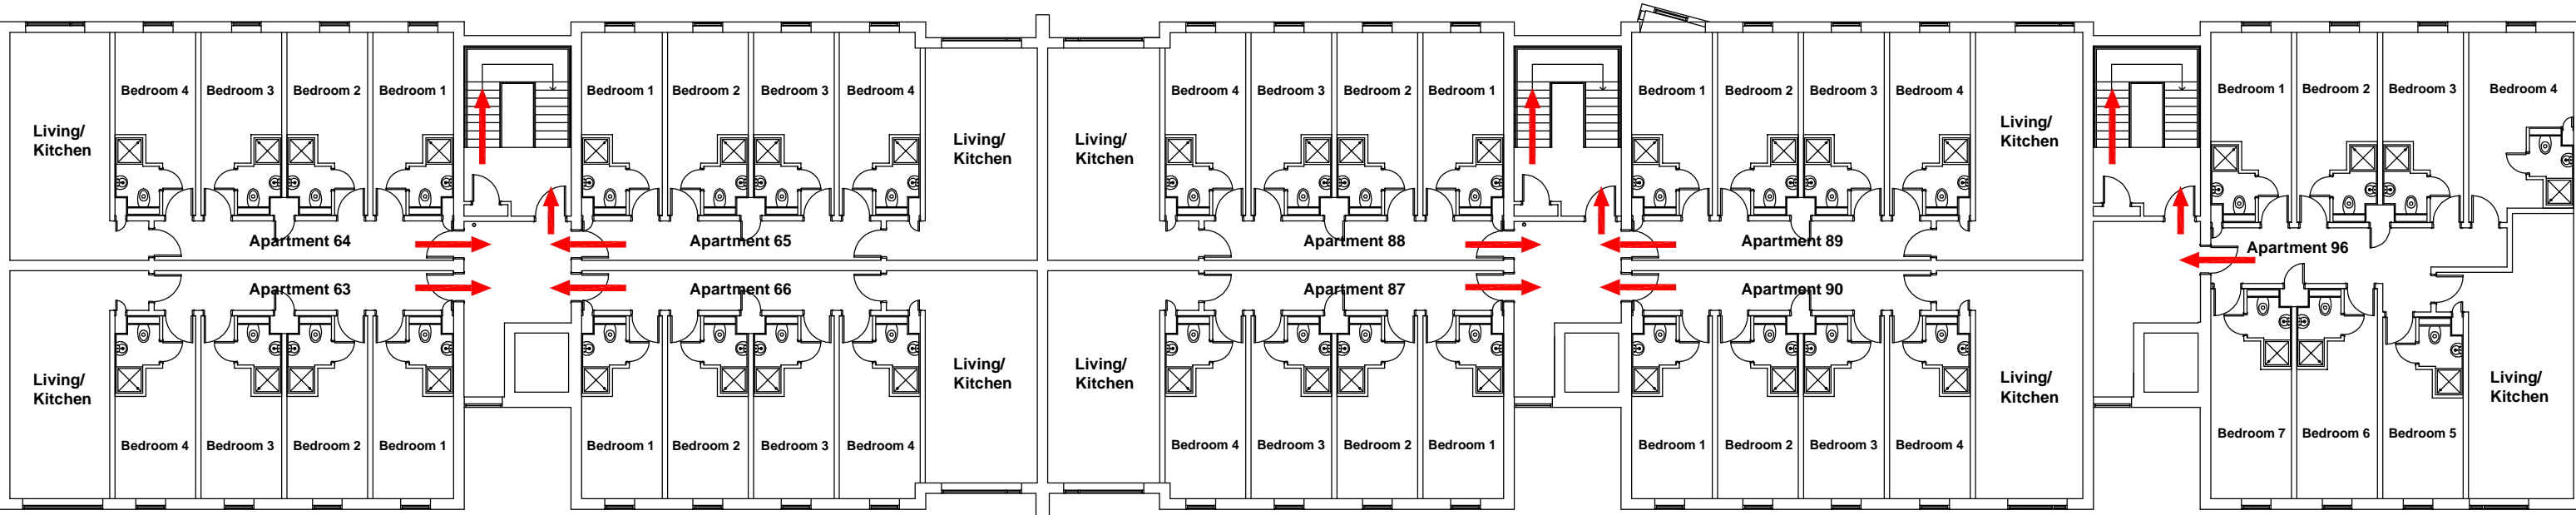 Bedroom 4
Bedroom 3
Bedroom 2
Bedroom 1
Bedroom 1
Bedroom 2
Bedroom 3
Bedroom 4
Bedroom 4
Bedroom 3
Bedroom 2
Bedroom 1
Bedroom 1
Bedroom 2
Bedroom 3
Bedroom 4
Bedroom 1
Bedroom 2
Bedroom 3
Bedroom 4
Living/
Kitchen
Living/
Kitchen
Living/
Kitchen
Living/
Kitchen
Apartment 64
Apartment 65
Apartment 88
Apartment 89
Apartment 96
Apartment 63
Apartment 66
Apartment 87
Apartment 90
Living/
Kitchen
Living/
Kitchen
Living/
Kitchen
Living/
Kitchen
Living/
Kitchen
Bedroom 4
Bedroom 3
Bedroom 2
Bedroom 1
Bedroom 1
Bedroom 2
Bedroom 3
Bedroom 4
Bedroom 4
Bedroom 3
Bedroom 2
Bedroom 1
Bedroom 1
Bedroom 2
Bedroom 3
Bedroom 4
Bedroom 7
Bedroom 6
Bedroom 5